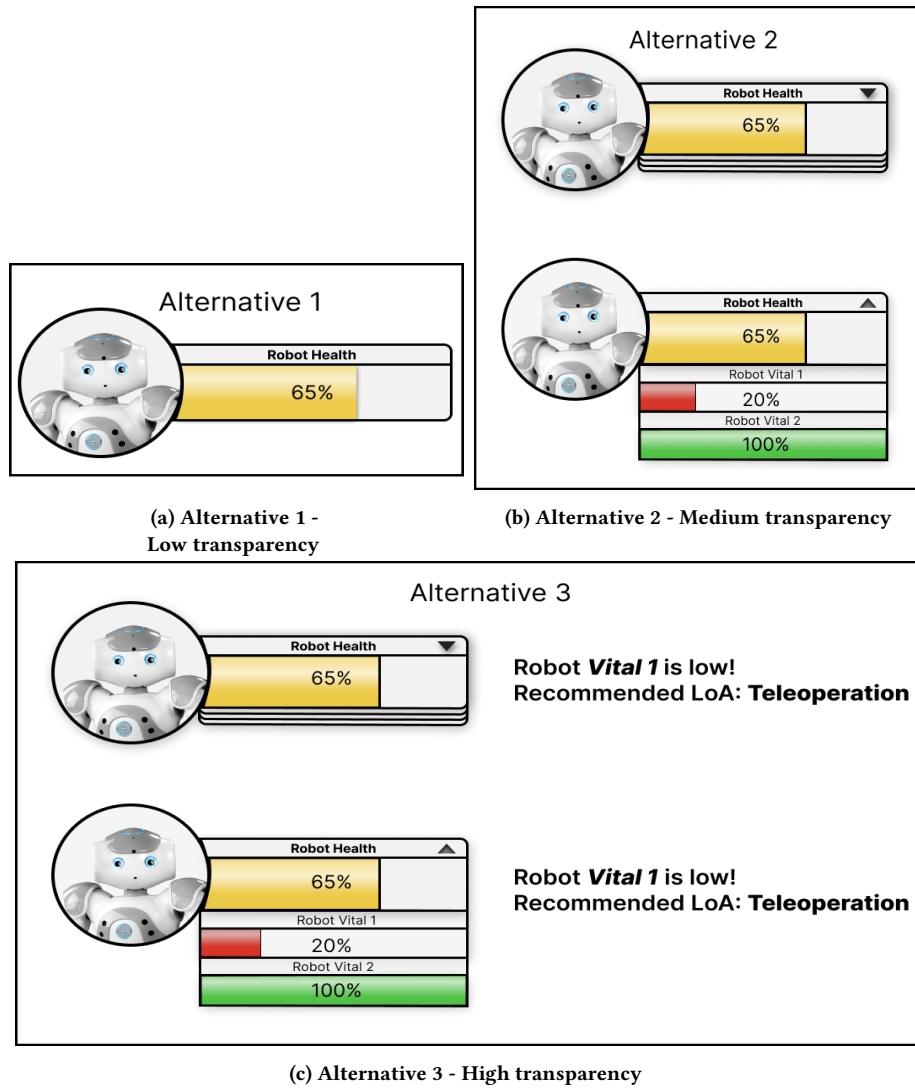 Alternative 1
Robot Health
65%
(a) Alternative 1 -
Low transparency
Alternative 2
Robot Health
65%
Robot Health
65%
Robot Vital 1
20%
Robot Vital 2
100%
(b) Alternative 2 - Medium transparency
Alternative 3
Robot Health
65%
Robot Vital 1 is low!
Recommended LoA: Teleoperation
Robot Health
65%
Robot Vital 1
20%
Robot Vital 2
100%
Robot Vital 1 is low!
Recommended LoA: Teleoperation
(c) Alternative 3 - High transparency